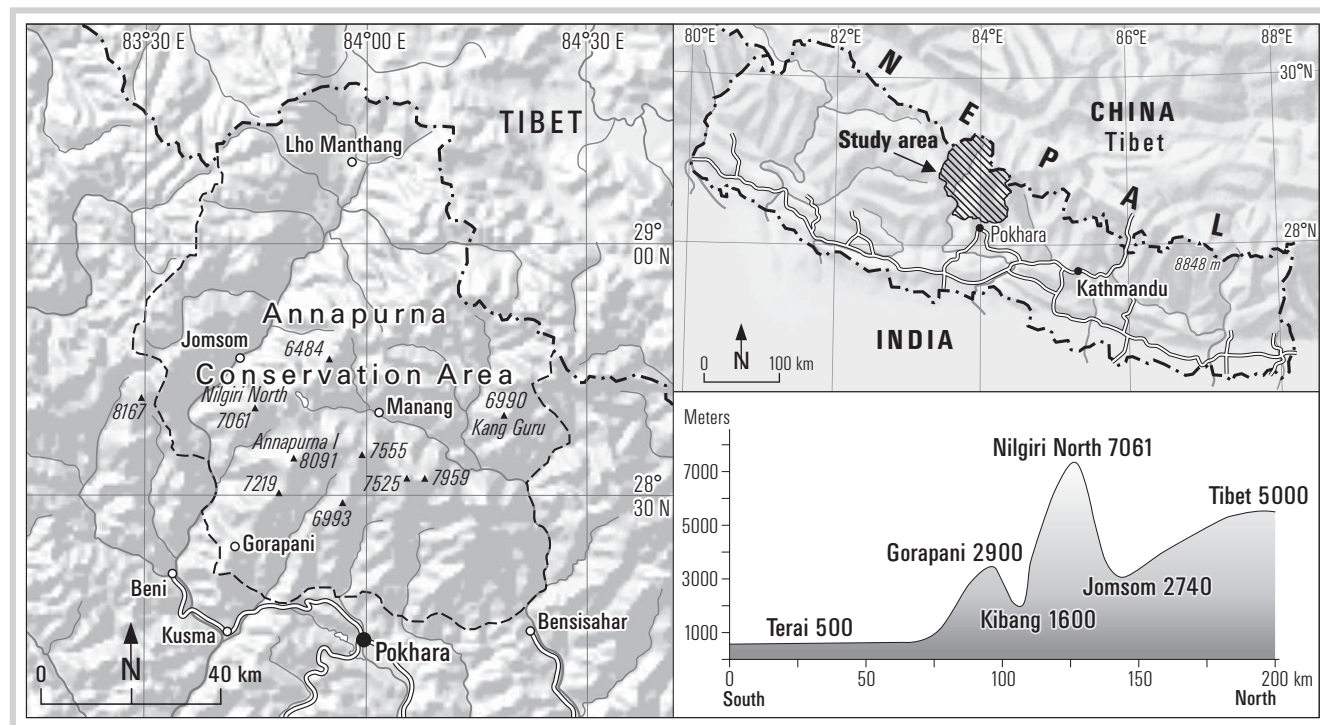 83°30 E 84°00 E 84°30 E
TIBET
Lho Manthang
29°
00 N
Annapurna
Jomsom
6484
Conservation Area
Nilgiri North
7061
8167
Manang
6990
Kang Guru
Annapurna I
8091
7555
7219
7525
7959
6993
28°
30 N
Gorapani
Beni
Kusma
Pokhara
Bensisahar
N
0 40 km
80°E 82°E 84°E 86°E 88°E
30°N
NEPAL
CHINA
Tibet
Study area
Pokhara
28°N
8848 m
Kathmandu
INDIA
N
0 100 km
Meters
7000
5000
3000
1000
Nilgiri North 7061
Tibet 5000
Gorapani 2900
Jomsom 2740
Kibang 1600
Terai 500
0 50 100 150 200 km
South North